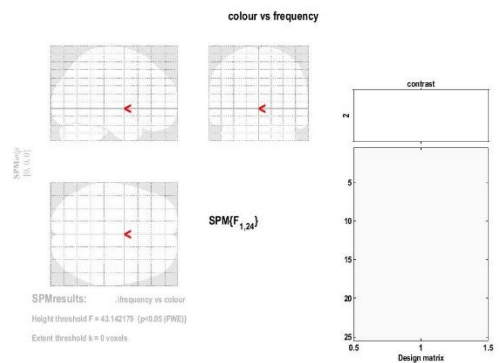 colour vs frequency
contrast
2
SPMmip
[0, 0, 0]
<
<
<
SPM{F1,24}
5
10
15
20
25
0.5 1 1.5
Design matrix
SPMresults: .\frequency vs colour
Height threshold F = 43.142179 {p<0.05 (FWE)}
Extent threshold k = 0 voxels